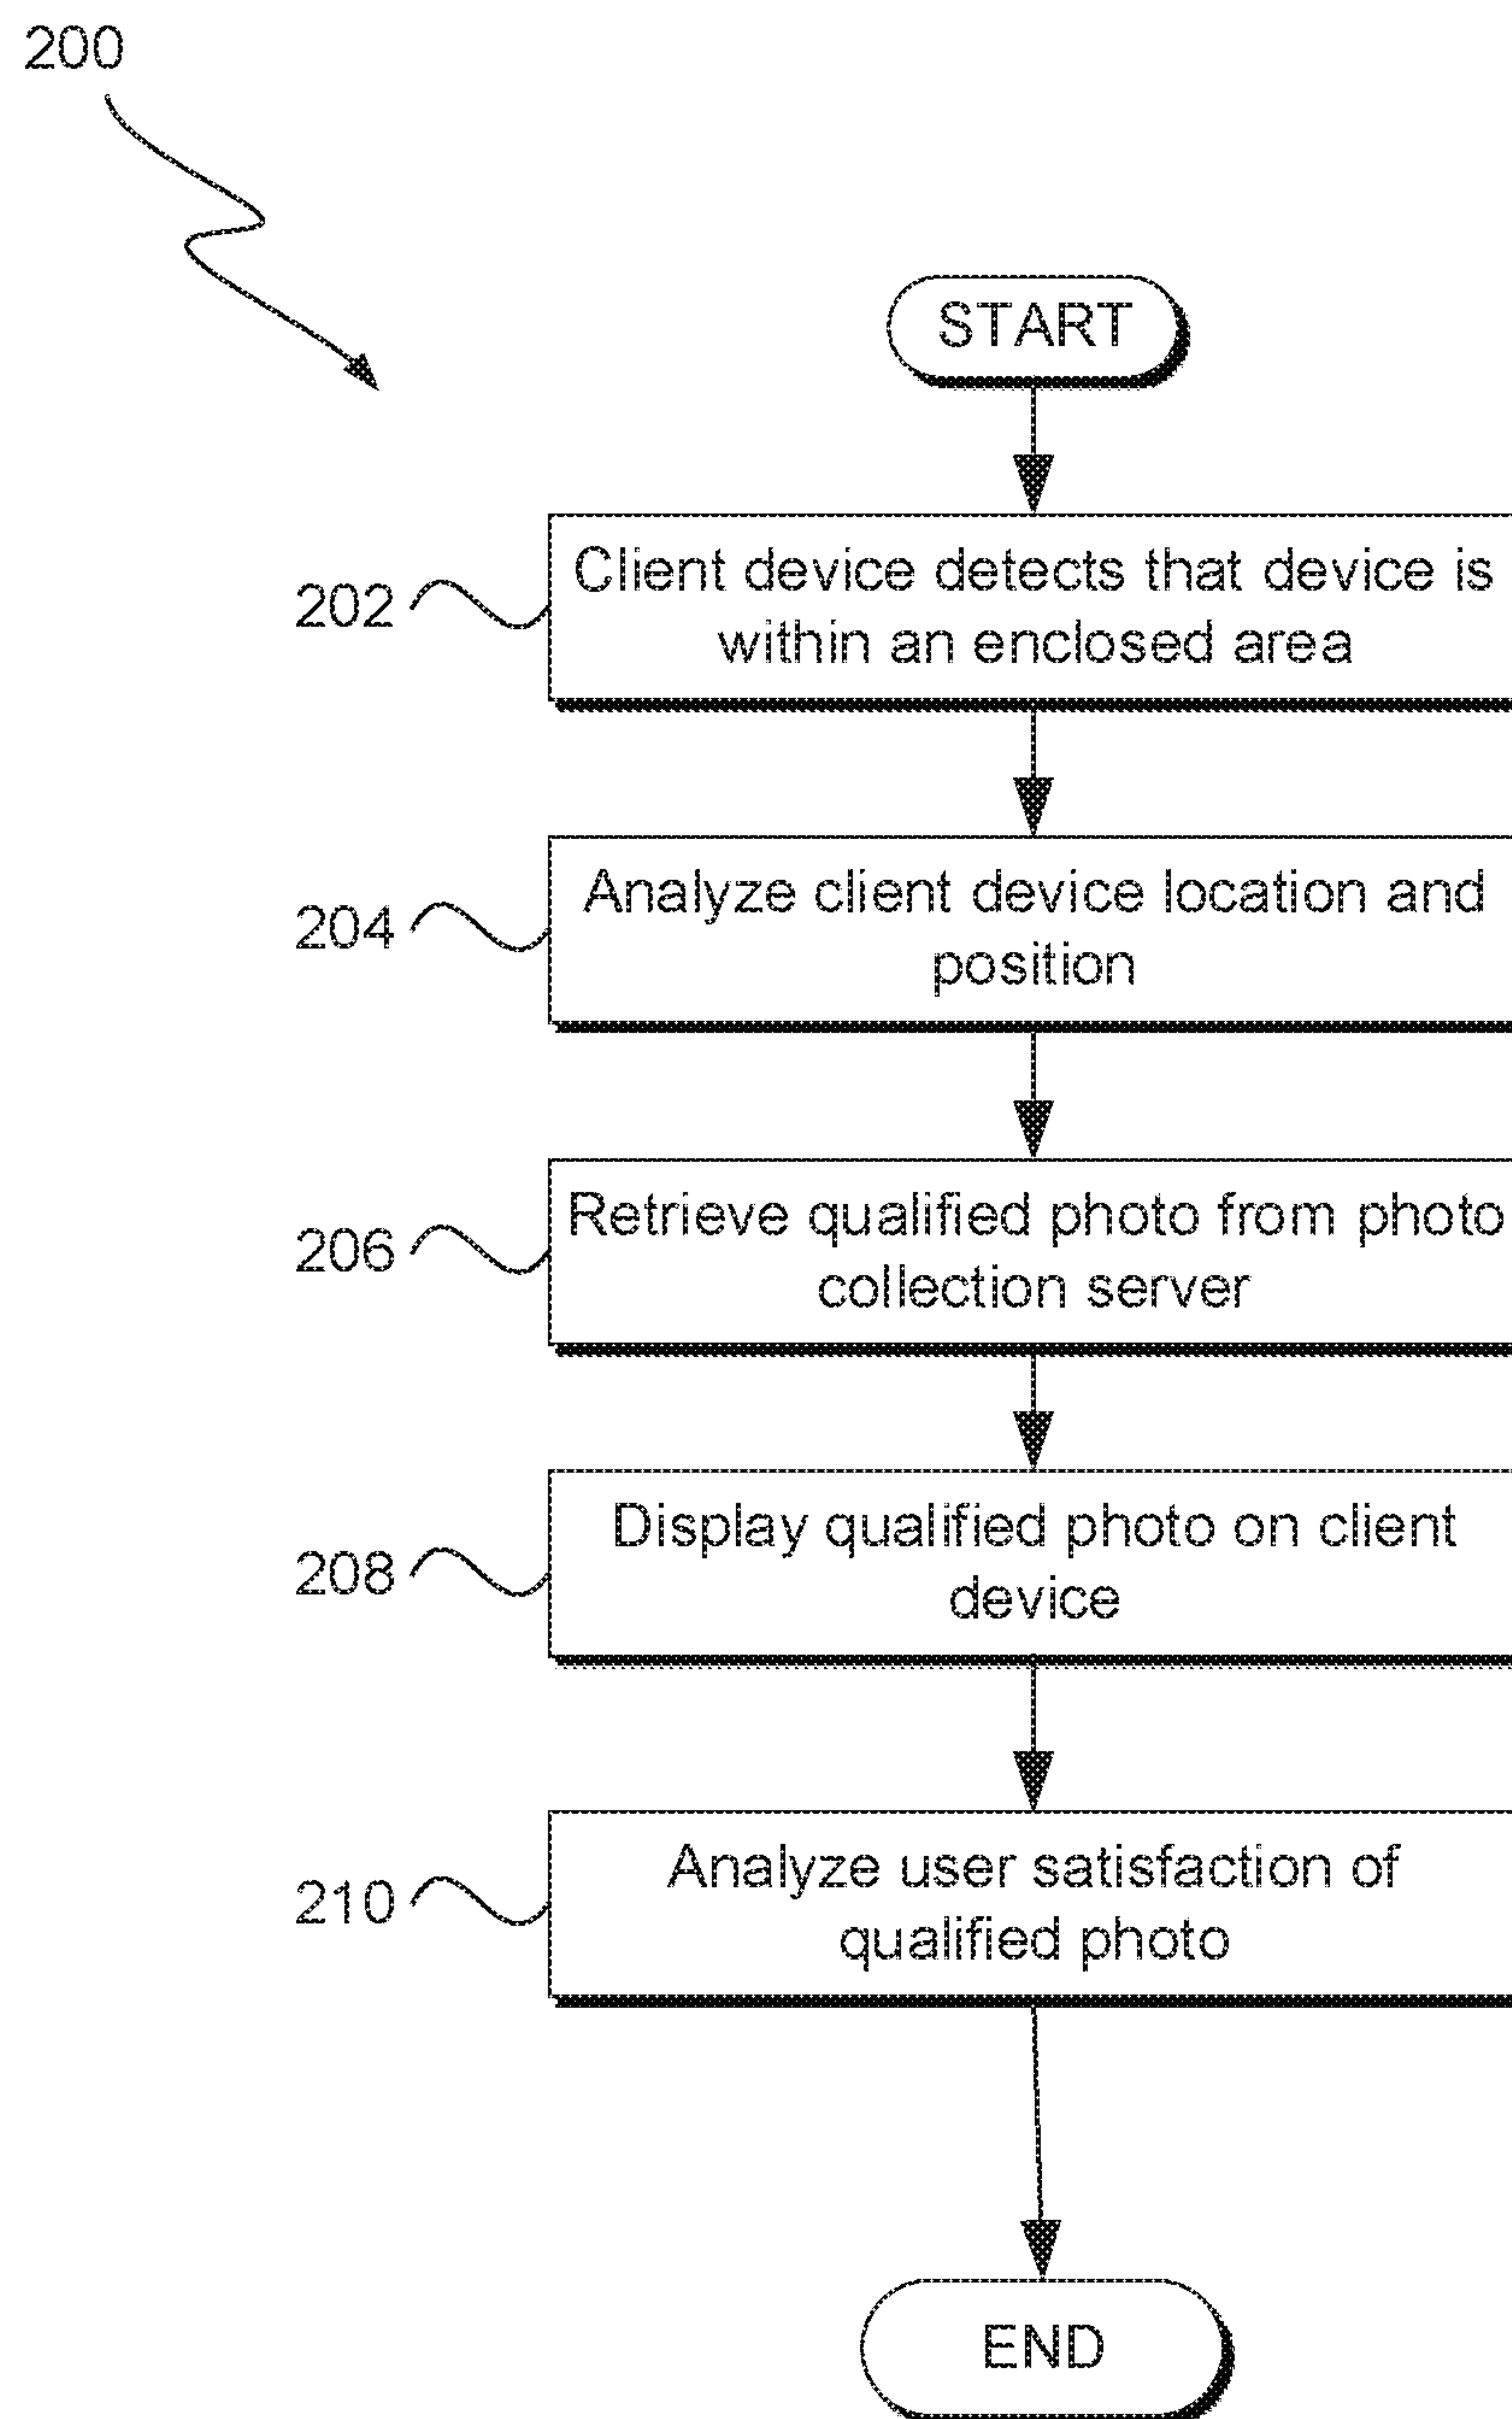 200
START
202
Client device detects that device is
within an enclosed area
204
Analyze client device location and
position
206
Retrieve qualified photo from photo
collection server
208
Display qualified photo on client
device
210
Analyze user satisfaction of
qualified photo
END